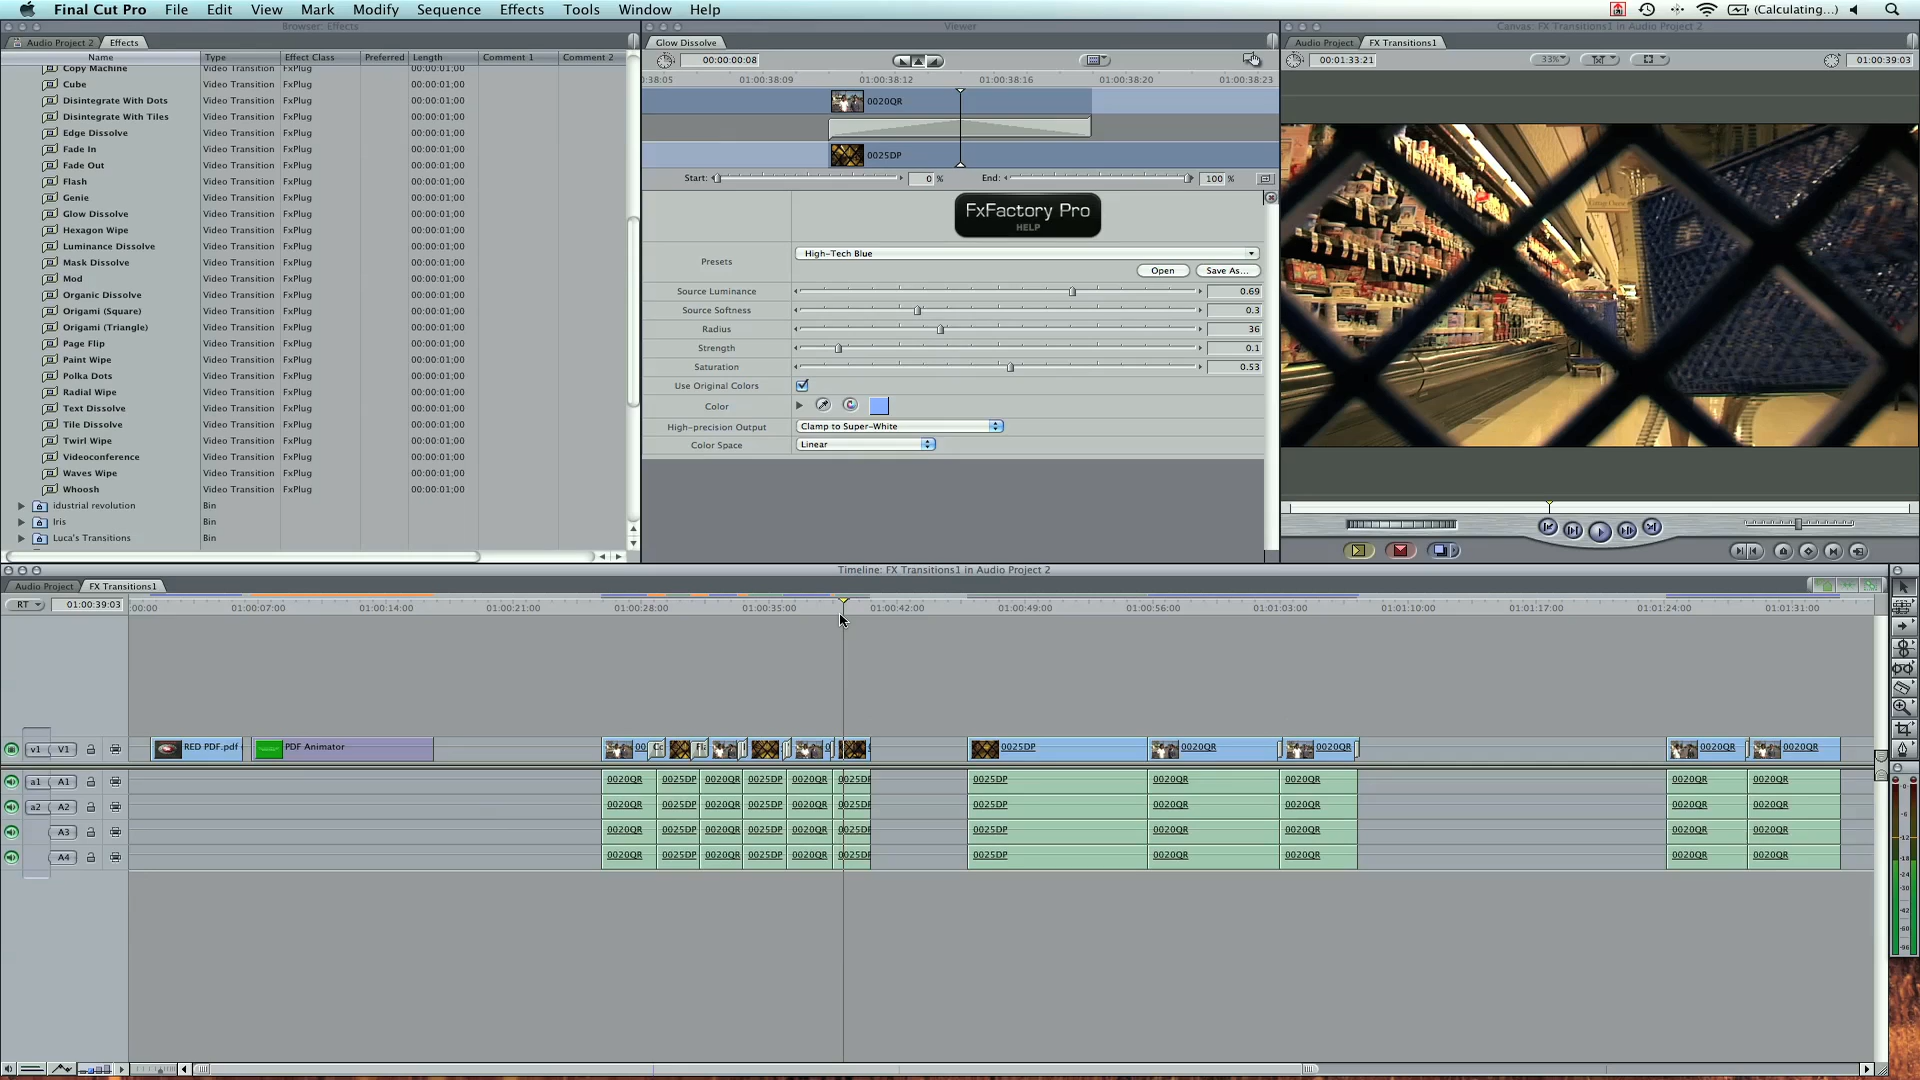 Final Cut Pro File Edit View Mark Modify Sequence Effects Tools Window Help (Calculating...)
Browser: Effects
Audio Project 2 Effects
Name Type Effect Class Preferred Length Comment 1 Comment 2
Copy Machine Video Transition FxPlug 00:00:01;00
Cube Video Transition FxPlug 00:00:01;00
Disintegrate With Dots Video Transition FxPlug 00:00:01;00
Disintegrate With Tiles Video Transition FxPlug 00:00:01;00
Edge Dissolve Video Transition FxPlug 00:00:01;00
Fade In Video Transition FxPlug 00:00:01;00
Fade Out Video Transition FxPlug 00:00:01;00
Flash Video Transition FxPlug 00:00:01;00
Genie Video Transition FxPlug 00:00:01;00
Glow Dissolve Video Transition FxPlug 00:00:01;00
Hexagon Wipe Video Transition FxPlug 00:00:01;00
Luminance Dissolve Video Transition FxPlug 00:00:01;00
Mask Dissolve Video Transition FxPlug 00:00:01;00
Mod Video Transition FxPlug 00:00:01;00
Organic Dissolve Video Transition FxPlug 00:00:01;00
Origami (Square) Video Transition FxPlug 00:00:01;00
Origami (Triangle) Video Transition FxPlug 00:00:01;00
Page Flip Video Transition FxPlug 00:00:01;00
Paint Wipe Video Transition FxPlug 00:00:01;00
Polka Dots Video Transition FxPlug 00:00:01;00
Radial Wipe Video Transition FxPlug 00:00:01;00
Text Dissolve Video Transition FxPlug 00:00:01;00
Tile Dissolve Video Transition FxPlug 00:00:01;00
Twirl Wipe Video Transition FxPlug 00:00:01;00
Videoconference Video Transition FxPlug 00:00:01;00
Waves Wipe Video Transition FxPlug 00:00:01;00
Whoosh Video Transition FxPlug 00:00:01;00
idustrial revolution Bin
Iris Bin
Luca's Transitions Bin
Viewer
Glow Dissolve
00:00:00:08
:38:05 01:00:38:09 01:00:38:12 01:00:38:16 01:00:38:20 01:00:38:23
0020QR
0025DP
Start: 0 % End: 100 %
FxFactory Pro
HELP
Presets High-Tech Blue
Open Save As...
Source Luminance 0.69
Source Softness 0.3
Radius 36
Strength 0.1
Saturation 0.53
Use Original Colors
Color
High-precision Output Clamp to Super-White
Color Space Linear
Canvas: FX Transitions1 in Audio Project 2
Audio Project FX Transitions1
00:01:33:21 33% 01:00:39:03
Timeline: FX Transitions1 in Audio Project 2
Audio Project FX Transitions1
RT 01:00:39:03 :00:00 01:00:07:00 01:00:14:00 01:00:21:00 01:00:28:00 01:00:35:00 01:00:42:00 01:00:49:00 01:00:56:00 01:01:03:00 01:01:10:00 01:01:17:00 01:01:24:00 01:01:31:00
v1 V1 RED PDF.pdf PDF Animator 00 0025DP 0020QR 0020QR 0020QR 0020QR
a1 A1 0020QR 0025DP 0020QR 0025DP 0020QR 0025DP 0025DP 0020QR 0020QR 0020QR 0020QR
a2 A2 0020QR 0025DP 0020QR 0025DP 0020QR 0025DP 0025DP 0020QR 0020QR 0020QR 0020QR
A3 0020QR 0025DP 0020QR 0025DP 0020QR 0025DP 0025DP 0020QR 0020QR 0020QR 0020QR
A4 0020QR 0025DP 0020QR 0025DP 0020QR 0025DP 0025DP 0020QR 0020QR 0020QR 0020QR